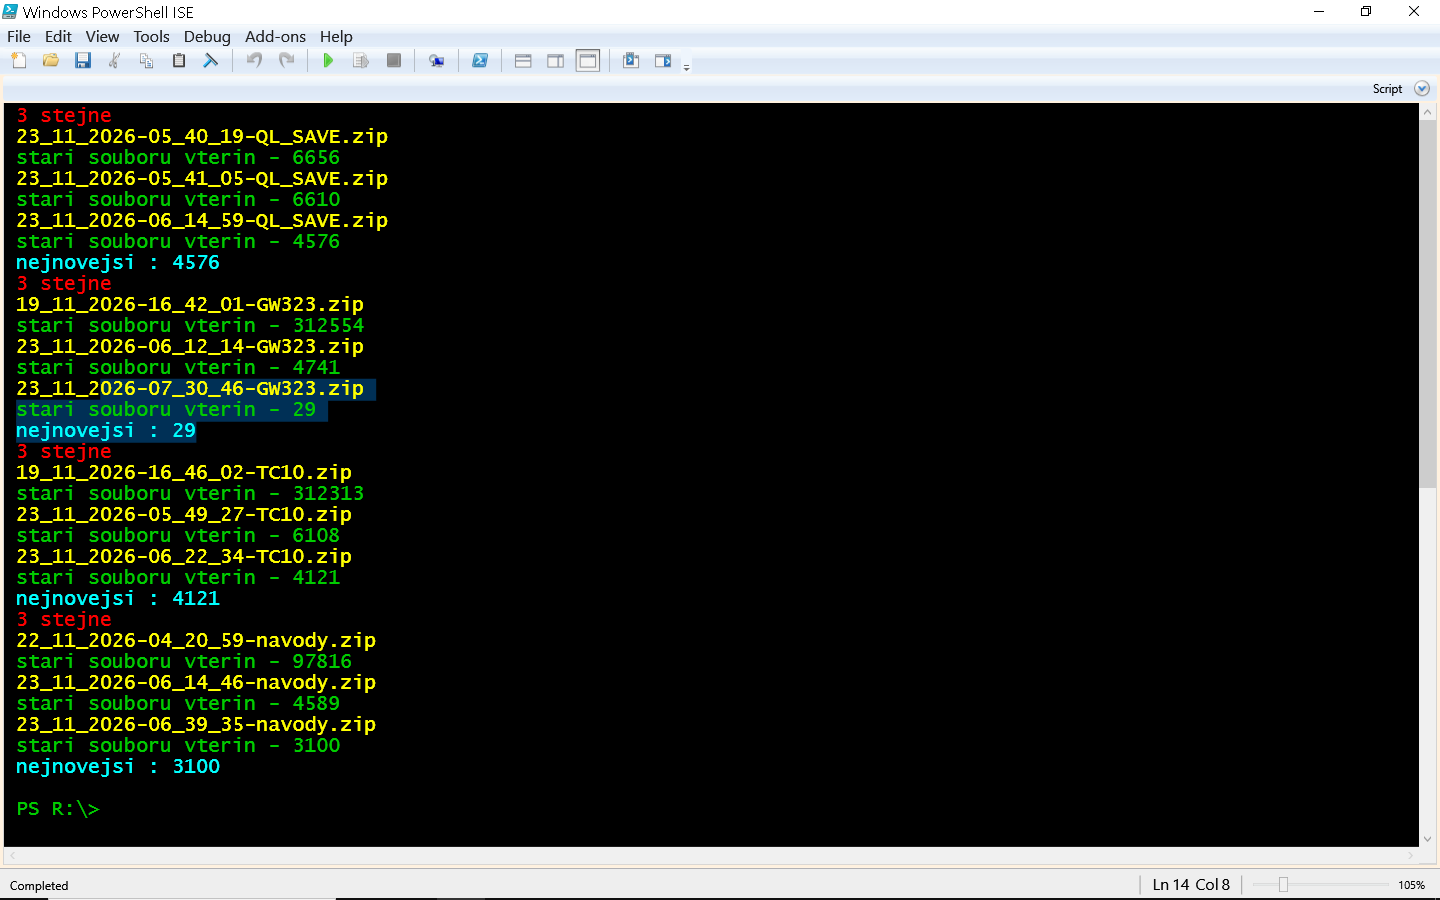 Windows PowerShell ISE
File Edit View Tools Debug Add-ons Help
Script
3 stejne
23_11_2026-05_40_19-QL_SAVE.zip
stari souboru vterin - 6656
23_11_2026-05_41_05-QL_SAVE.zip
stari souboru vterin - 6610
23_11_2026-06_14_59-QL_SAVE.zip
stari souboru vterin - 4576
nejnovejsi : 4576
3 stejne
19_11_2026-16_42_01-GW323.zip
stari souboru vterin - 312554
23_11_2026-06_12_14-GW323.zip
stari souboru vterin - 4741
23_11_2026-07_30_46-GW323.zip
stari souboru vterin - 29
nejnovejsi : 29
3 stejne
19_11_2026-16_46_02-TC10.zip
stari souboru vterin - 312313
23_11_2026-05_49_27-TC10.zip
stari souboru vterin - 6108
23_11_2026-06_22_34-TC10.zip
stari souboru vterin - 4121
nejnovejsi : 4121
3 stejne
22_11_2026-04_20_59-navody.zip
stari souboru vterin - 97816
23_11_2026-06_14_46-navody.zip
stari souboru vterin - 4589
23_11_2026-06_39_35-navody.zip
stari souboru vterin - 3100
nejnovejsi : 3100
PS R:\>
Completed
Ln 14 Col 8
105%